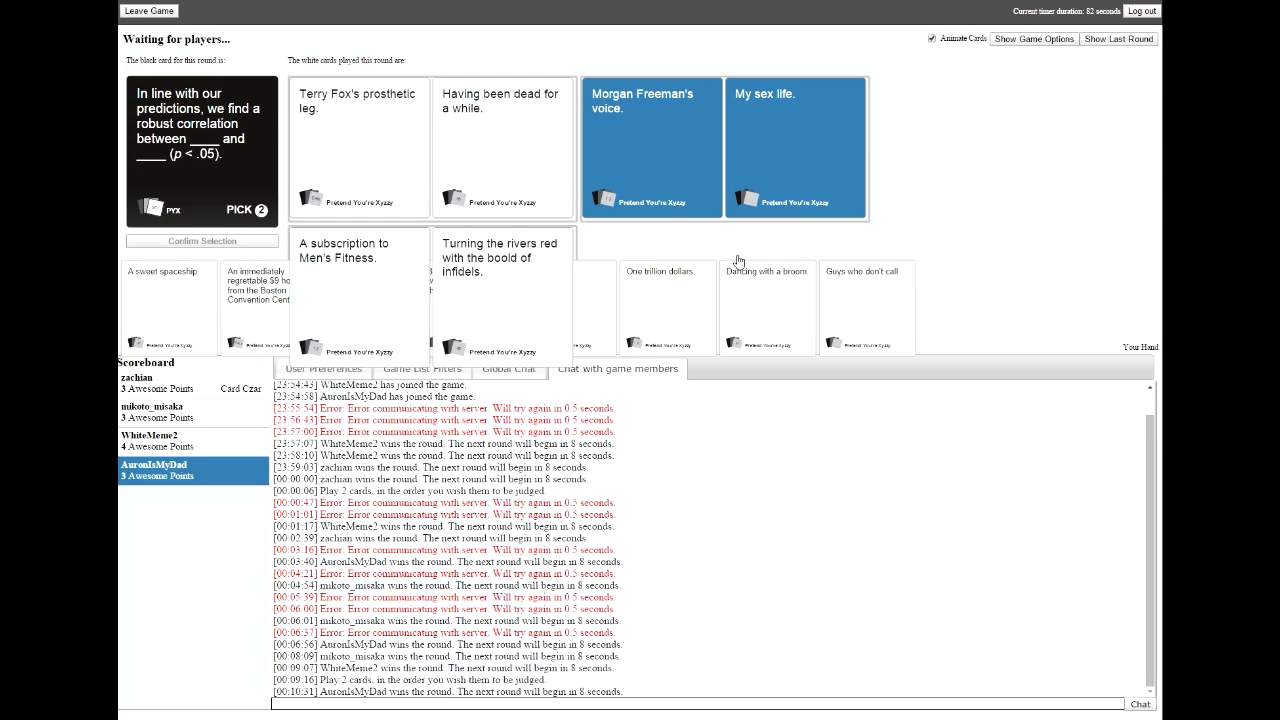 Leave Game
Current timer duration: 82 seconds
Log out
Waiting for players...
Animate Cards
Show Game Options
Show Last Round
The black card for this round is:
The white cards played this round are:
In line with our
predictions, we find a
robust correlation
between ____ and
____ (p < .05).
PYX
PICK 2
Terry Fox's prosthetic
leg.
Pretend You're Xyzzy
Having been dead for
a while.
Pretend You're Xyzzy
Morgan Freeman's
voice.
Pretend You're Xyzzy
My sex life.
Pretend You're Xyzzy
Confirm Selection
A subscription to
Men's Fitness.
Pretend You're Xyzzy
Turning the rivers red
with the boold of
infidels.
Pretend You're Xyzzy
A sweet spaceship.
Pretend You're Xyzzy
An immediately
regrettable $9 ho
from the Boston
Convention Cent
Pretend You're Xyzzy
One trillion dollars.
Pretend You're Xyzzy
Dancing with a broom
Pretend You're Xyzzy
Guys who don't call
Pretend You're Xyzzy
Your Hand
Scoreboard
zachian
3 Awesome Points
Card Czar
mikoto_misaka
3 Awesome Points
WhiteMeme2
4 Awesome Points
AuronIsMyDad
3 Awesome Points
User Preferences
Game List Filters
Global Chat
Chat with game members
[23:54:43] WhiteMeme2 has joined the game.
[23:54:58] AuronIsMyDad has joined the game.
[23:55:54] Error: Error communicating with server. Will try again in 0.5 seconds.
[23:56:43] Error: Error communicating with server. Will try again in 0.5 seconds.
[23:57:00] Error: Error communicating with server. Will try again in 0.5 seconds.
[23:57:07] WhiteMeme2 wins the round. The next round will begin in 8 seconds.
[23:58:10] WhiteMeme2 wins the round. The next round will begin in 8 seconds.
[23:59:03] zachian wins the round. The next round will begin in 8 seconds.
[00:00:00] zachian wins the round. The next round will begin in 8 seconds.
[00:00:06] Play 2 cards, in the order you wish them to be judged.
[00:00:47] Error: Error communicating with server. Will try again in 0.5 seconds.
[00:01:01] Error: Error communicating with server. Will try again in 0.5 seconds.
[00:01:17] WhiteMeme2 wins the round. The next round will begin in 8 seconds.
[00:02:39] zachian wins the round. The next round will begin in 8 seconds.
[00:03:16] Error: Error communicating with server. Will try again in 0.5 seconds.
[00:03:40] AuronIsMyDad wins the round. The next round will begin in 8 seconds.
[00:04:21] Error: Error communicating with server. Will try again in 0.5 seconds.
[00:04:54] mikoto_misaka wins the round. The next round will begin in 8 seconds.
[00:05:39] Error: Error communicating with server. Will try again in 0.5 seconds.
[00:06:00] Error: Error communicating with server. Will try again in 0.5 seconds.
[00:06:01] mikoto_misaka wins the round. The next round will begin in 8 seconds.
[00:06:37] Error: Error communicating with server. Will try again in 0.5 seconds.
[00:06:56] AuronIsMyDad wins the round. The next round will begin in 8 seconds.
[00:08:09] mikoto_misaka wins the round. The next round will begin in 8 seconds.
[00:09:07] WhiteMeme2 wins the round. The next round will begin in 8 seconds.
[00:09:16] Play 2 cards, in the order you wish them to be judged.
[00:10:31] AuronIsMyDad wins the round. The next round will begin in 8 seconds.
Chat